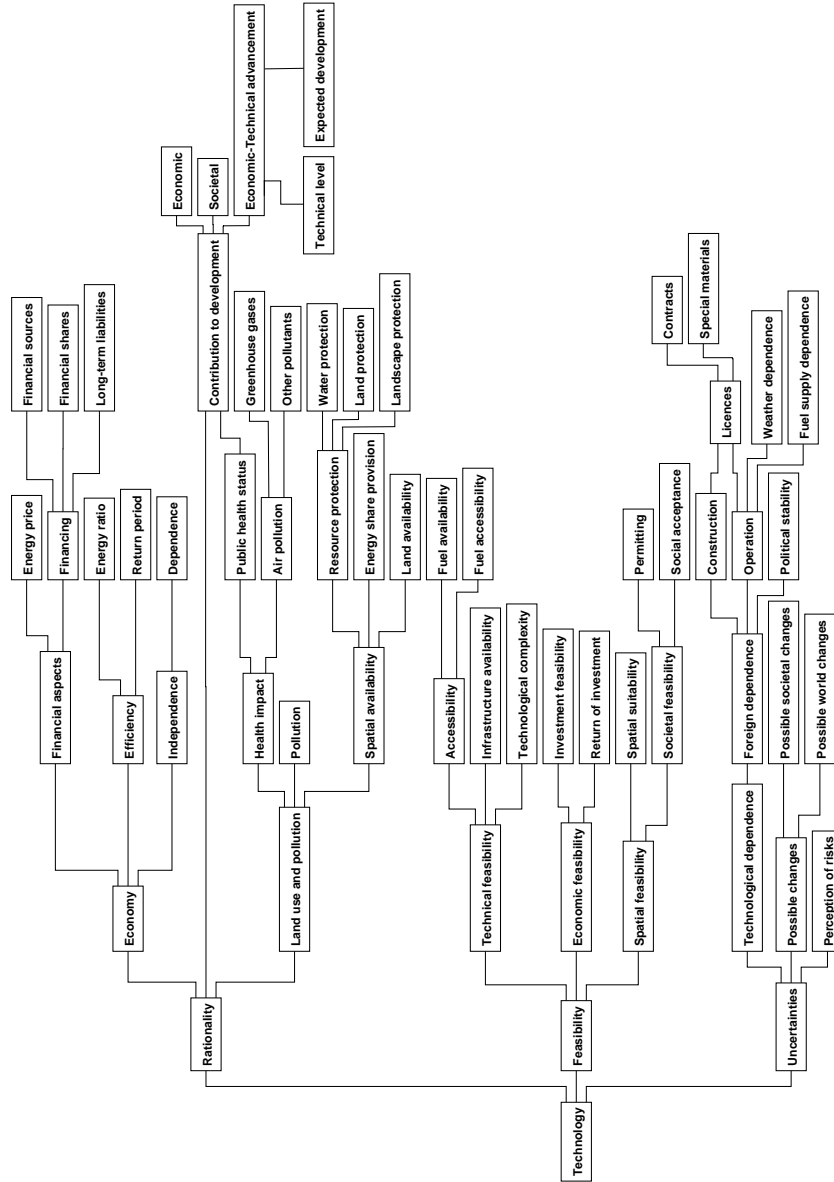 Technology
Rationality
Economy
Financial aspects
Energy price
Financing
Financial sources
Financial shares
Long-term liabilities
Efficiency
Energy ratio
Return period
Independence
Dependence
Contribution to development
Economic
Societal
Economic-Technical advancement
Technical level
Expected development
Land use and pollution
Health impact
Public health status
Air pollution
Greenhouse gases
Other pollutants
Pollution
Spatial availability
Resource protection
Water protection
Land protection
Landscape protection
Energy share provision
Land availability
Feasibility
Technical feasibility
Accessibility
Fuel availability
Fuel accessibility
Infrastructure availability
Technological complexity
Economic feasibility
Investment feasibility
Return of investment
Spatial feasibility
Spatial suitability
Societal feasibility
Permitting
Social acceptance
Uncertainties
Technological dependence
Foreign dependence
Construction
Licences
Contracts
Special materials
Operation
Weather dependence
Fuel supply dependence
Political stability
Possible changes
Possible societal changes
Possible world changes
Perception of risks